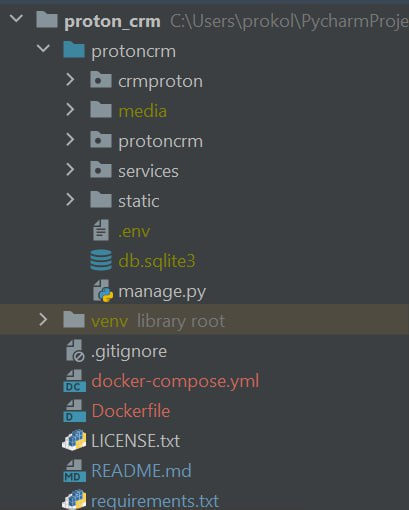 proton_crm C:\Users\prokol\PycharmProje
protoncrm
crmproton
media
protoncrm
services
static
.env
db.sqlite3
manage.py
venv library root
.gitignore
DC docker-compose.yml
D Dockerfile
LICENSE.txt
MD README.md
requirements.txt